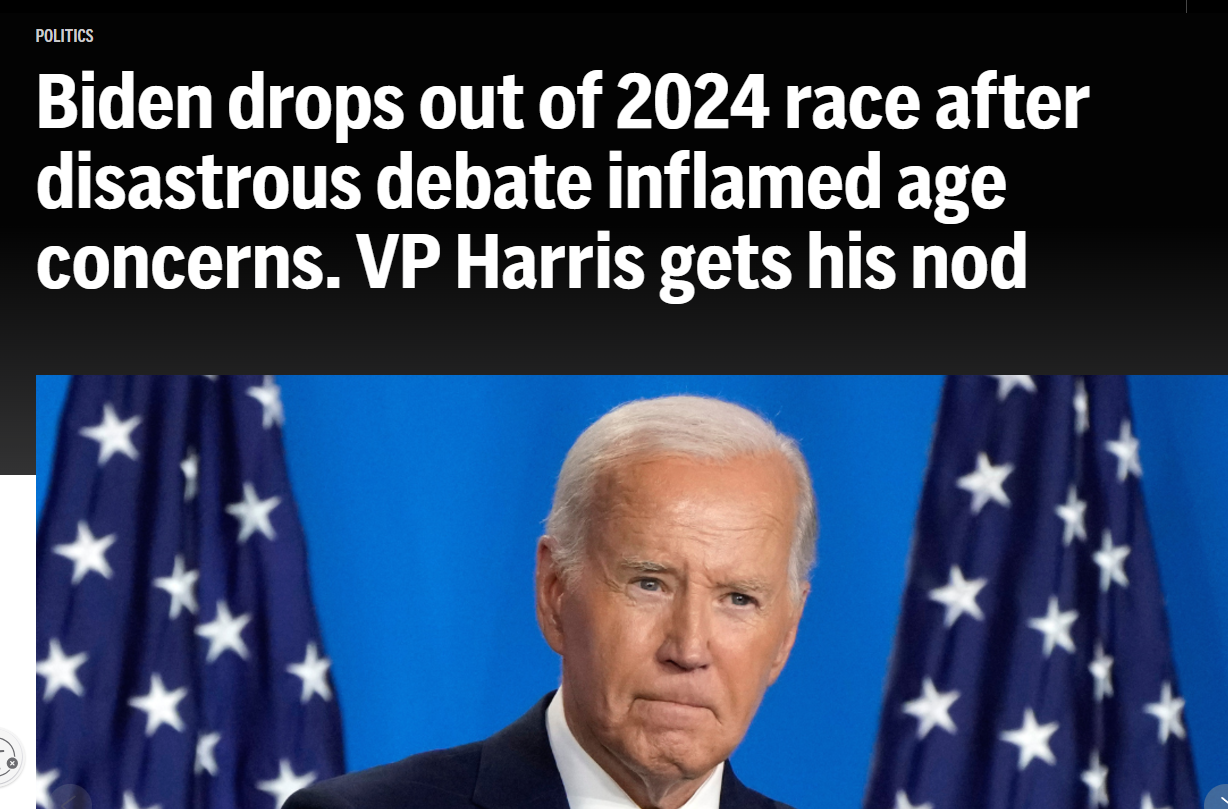 POLITICS
Biden drops out of 2024 race after
disastrous debate inflamed age
concerns. VP Harris gets his nod